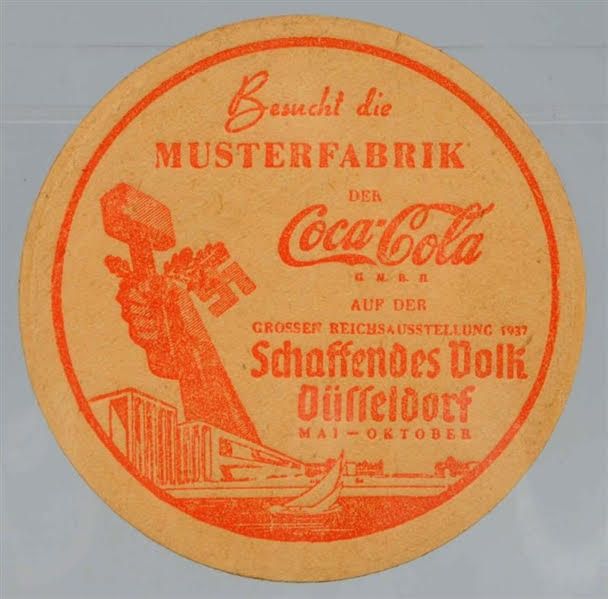 Besucht die
MUSTERFABRIK
DER
Coca-Cola
G.M.B.H
AUF DER
GROSSEN REICHSAUSSTELLUNG 1937
Schaffendes Volk
Düsseldorf
MAI – OKTOBER